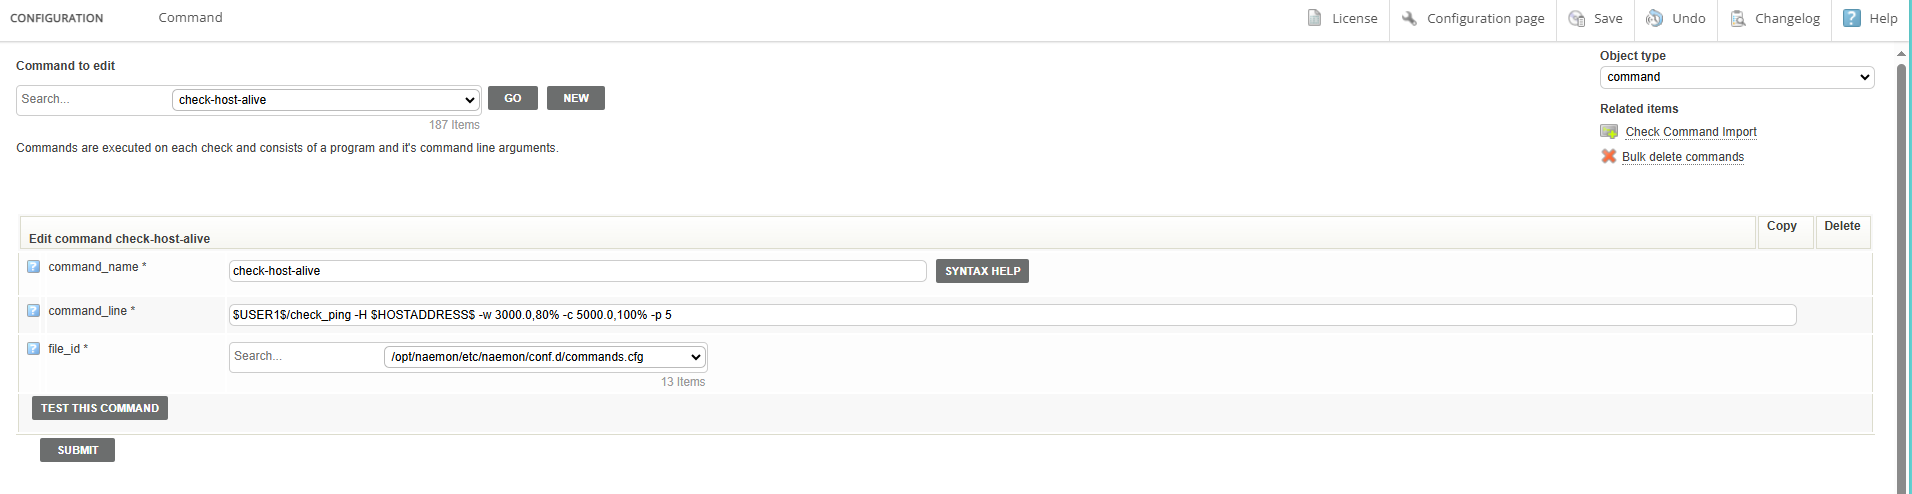 CONFIGURATION Command License Configuration page Save Undo Changelog Help
Command to edit
Search... check-host-alive GO NEW
187 Items
Commands are executed on each check and consists of a program and it's command line arguments.
Object type
command
Related items
Check Command Import
Bulk delete commands
Edit command check-host-alive Copy Delete
command_name * check-host-alive SYNTAX HELP
command_line * $USER1$/check_ping -H $HOSTADDRESS$ -w 3000.0,80% -c 5000.0,100% -p 5
file_id * Search... /opt/naemon/etc/naemon/conf.d/commands.cfg
13 Items
TEST THIS COMMAND
SUBMIT